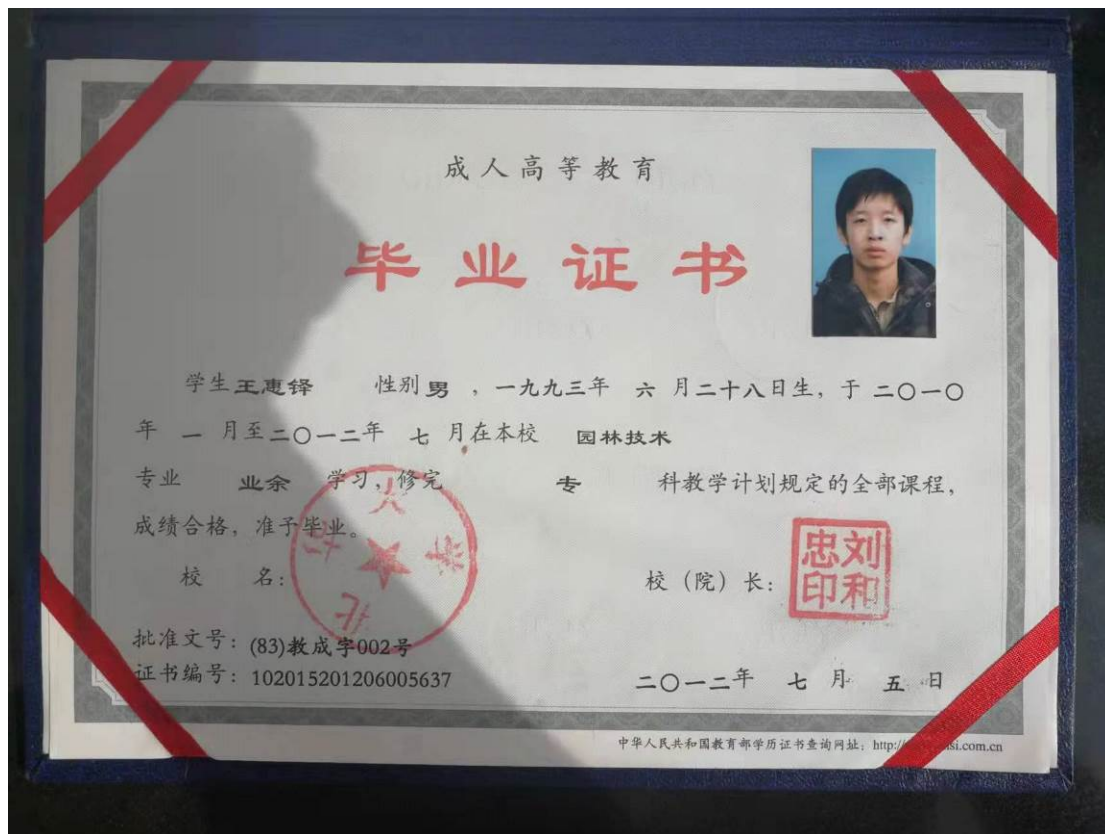 成人高等教育
毕业证书
学生 王惠铎 性别 男 ，一九九三年 六 月二十八日生，于 二〇一〇
年 一 月至二〇一二年 七 月在本校 园林技术
专业 业余 学习，修完 专 科教学计划规定的全部课程，
成绩合格，准予毕业。
校 名： 北 大学
校（院）长： 刘和忠印
批准文号：(83)教成字002号
证书编号：102015201206005637
二〇一二年 七 月 五 日
中华人民共和国教育部学历证书查询网址：http:// si.com.cn